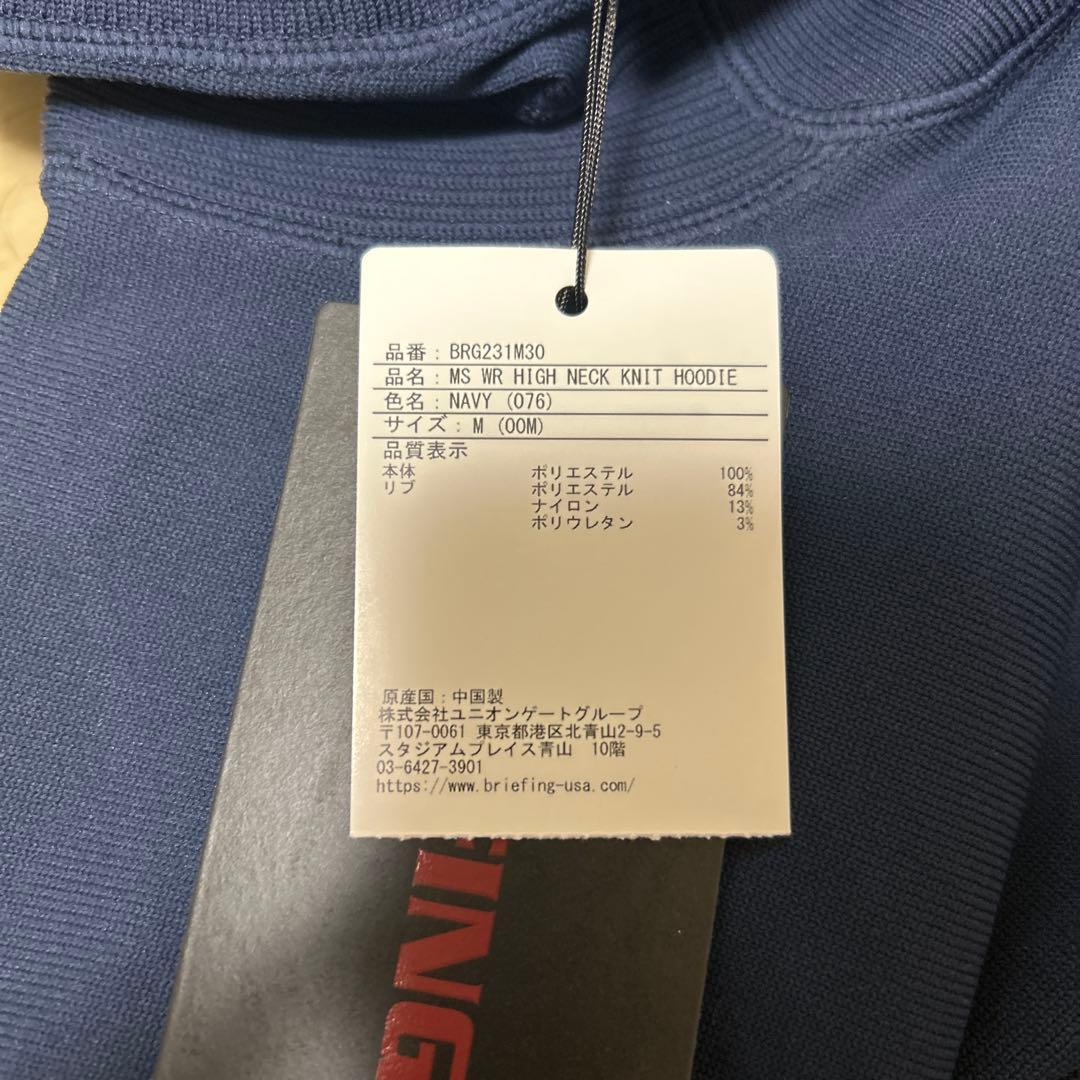 品番：BRG231M30
品名：MS WR HIGH NECK KNIT HOODIE
色名：NAVY (076)
サイズ：M (00M)
品質表示
本体 ポリエステル 100%
リブ ポリエステル 84%
ナイロン 13%
ポリウレタン 3%
原産国：中国製
株式会社ユニオンゲートグループ
〒107-0061 東京都港区北青山2-9-5
スタジアムプレイス青山 10階
03-6427-3901
https://www.briefing-usa.com/
FING